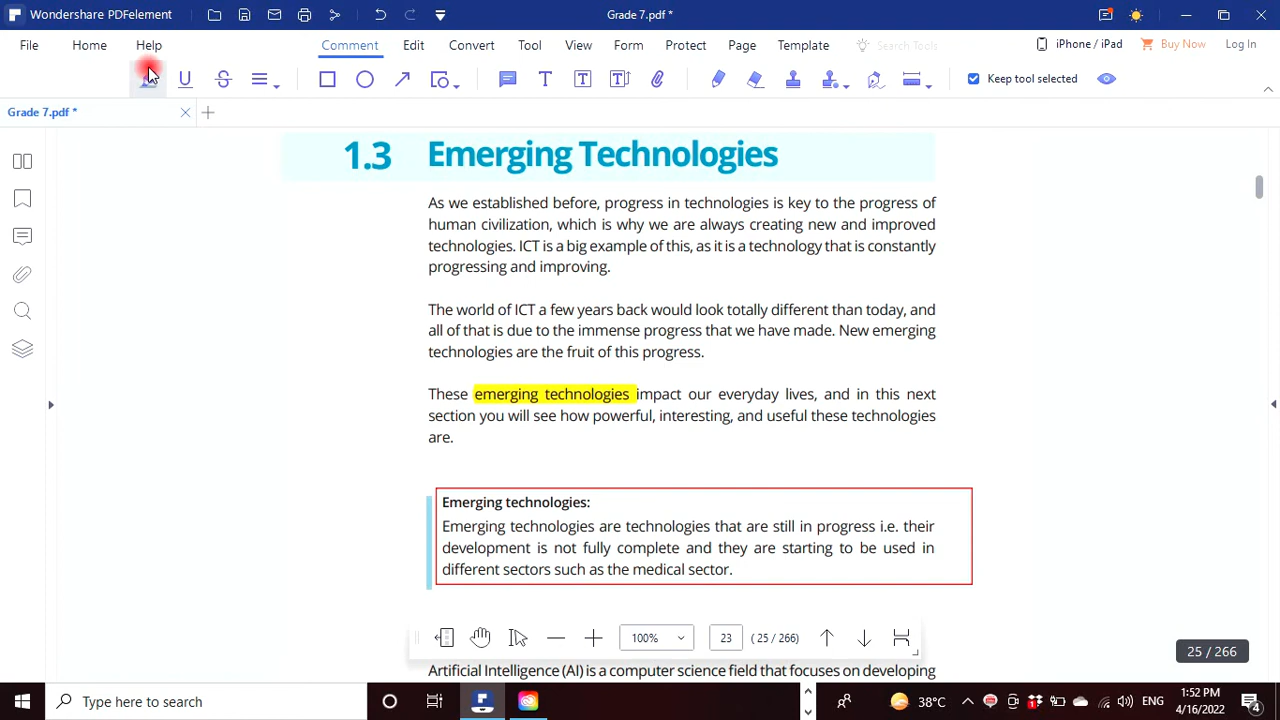 Wondershare PDFelement
Grade 7.pdf *
File Home Help Comment Edit Convert Tool View Form Protect Page Template Search Tools iPhone / iPad Buy Now Log In
Keep tool selected
Grade 7.pdf *
1.3 Emerging Technologies
As we established before, progress in technologies is key to the progress of
human civilization, which is why we are always creating new and improved
technologies. ICT is a big example of this, as it is a technology that is constantly
progressing and improving.
The world of ICT a few years back would look totally different than today, and
all of that is due to the immense progress that we have made. New emerging
technologies are the fruit of this progress.
These emerging technologies impact our everyday lives, and in this next
section you will see how powerful, interesting, and useful these technologies
are.
Emerging technologies:
Emerging technologies are technologies that are still in progress i.e. their
development is not fully complete and they are starting to be used in
different sectors such as the medical sector.
100% 23 ( 25 / 266)
25 / 266
Artificial Intelligence (AI) is a computer science field that focuses on developing
Type here to search
38°C
ENG
1:52 PM
4/16/2022
4